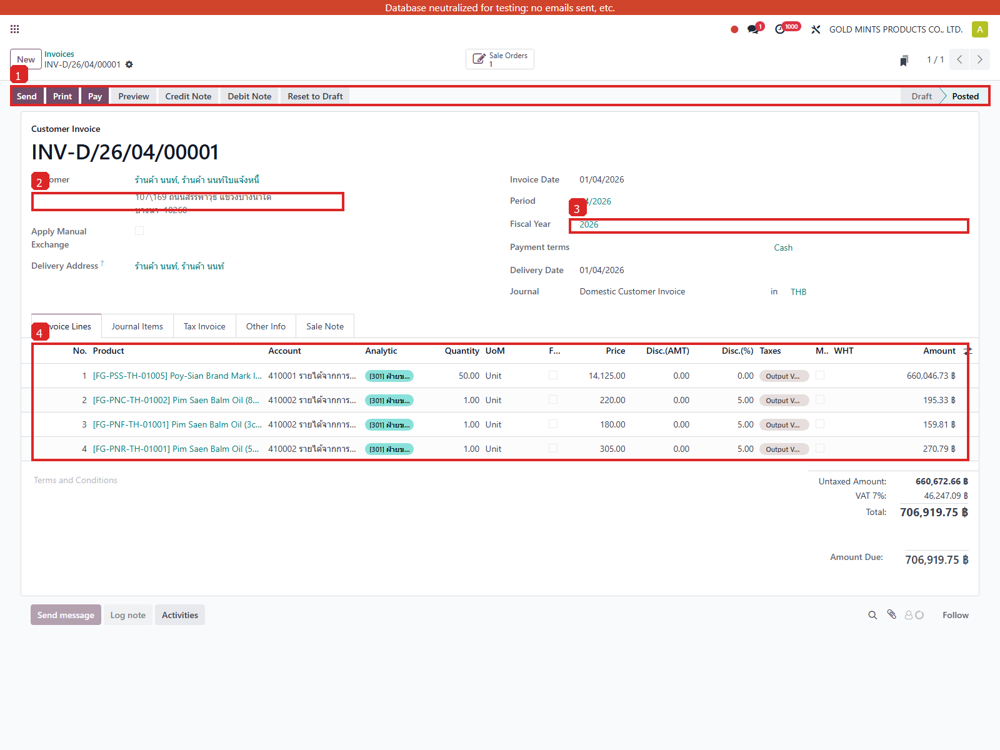 Database neutralized for testing: no emails sent, etc.
1
1000
GOLD MINTS PRODUCTS CO., LTD.
A
New
Invoices
INV-D/26/04/00001
Sale Orders
1
1 / 1
1
Send
Print
Pay
Preview
Credit Note
Debit Note
Reset to Draft
Draft
Posted
Customer Invoice
INV-D/26/04/00001
2
omer
ร้านค้า นนท์, ร้านค้า นนท์ใบแจ้งหนี้
107\169 ถนนสรรพาวุธ แขวงบางนาใต้
บางนา 10260
Apply Manual
Exchange
Delivery Address ?
ร้านค้า นนท์, ร้านค้า นนท์
Invoice Date
01/04/2026
Period
4/2026
3
Fiscal Year
2026
Payment terms
Cash
Delivery Date
01/04/2026
Journal
Domestic Customer Invoice
in
THB
4
voice Lines
Journal Items
Tax Invoice
Other Info
Sale Note
No. Product Account Analytic Quantity UoM F... Price Disc.(AMT) Disc.(%) Taxes M.. WHT Amount
1 [FG-PSS-TH-01005] Poy-Sian Brand Mark I... 410001 รายได้จากการ... [301] ฝ่ายข... 50.00 Unit 14,125.00 0.00 0.00 Output V... 660,046.73 ฿
2 [FG-PNC-TH-01002] Pim Saen Balm Oil (8... 410002 รายได้จากการ... [301] ฝ่ายข... 1.00 Unit 220.00 0.00 5.00 Output V... 195.33 ฿
3 [FG-PNF-TH-01001] Pim Saen Balm Oil (3c... 410002 รายได้จากการ... [301] ฝ่ายข... 1.00 Unit 180.00 0.00 5.00 Output V... 159.81 ฿
4 [FG-PNR-TH-01001] Pim Saen Balm Oil (5... 410002 รายได้จากการ... [301] ฝ่ายข... 1.00 Unit 305.00 0.00 5.00 Output V... 270.79 ฿
Terms and Conditions
Untaxed Amount: 660,672.66 ฿
VAT 7%: 46,247.09 ฿
Total: 706,919.75 ฿
Amount Due: 706,919.75 ฿
Send message
Log note
Activities
Follow